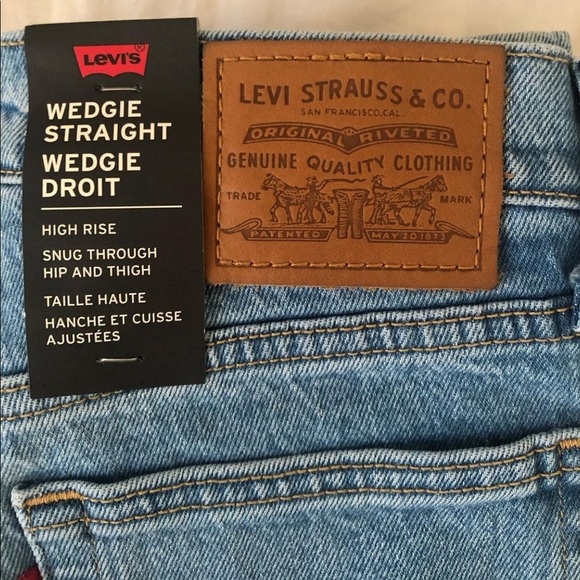 Levi's®
WEDGIE
STRAIGHT
WEDGIE
DROIT
HIGH RISE
SNUG THROUGH
HIP AND THIGH
TAILLE HAUTE
HANCHE ET CUISSE
AJUSTÉES
LEVI STRAUSS & CO.
SAN FRANCISCO, CAL.
ORIGINAL RIVETED
GENUINE QUALITY CLOTHING
TRADE MARK
PATENTED MAY 20 1873